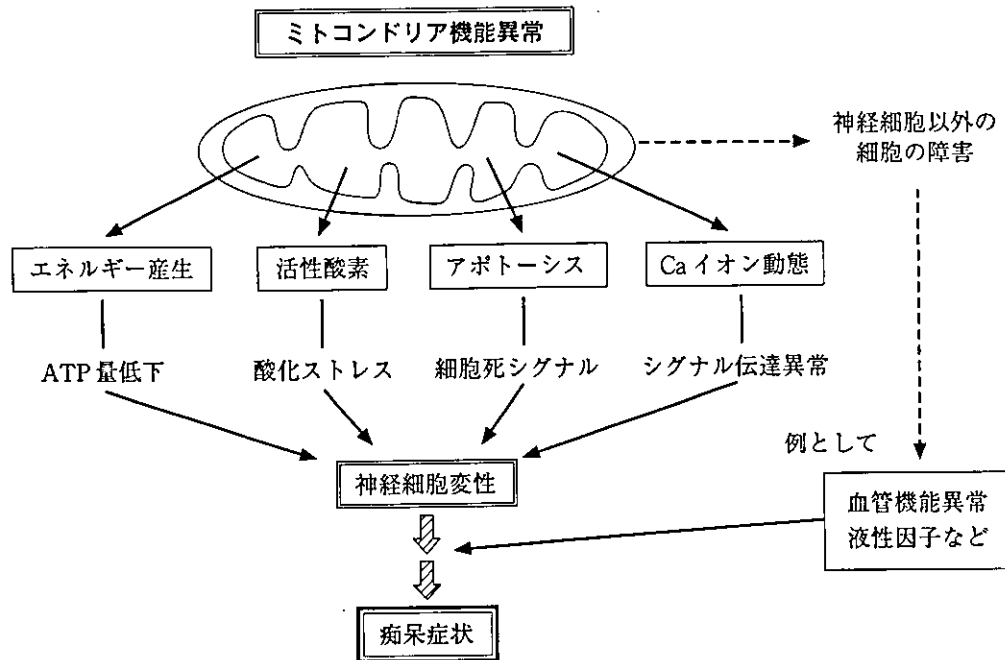 ミトコンドリア機能異常
神経細胞以外の
細胞の障害
エネルギー産生
活性酸素
アポトーシス
Caイオン動態
ATP量低下
酸化ストレス
細胞死シグナル
シグナル伝達異常
例として
神経細胞変性
血管機能異常
液性因子など
痴呆症状